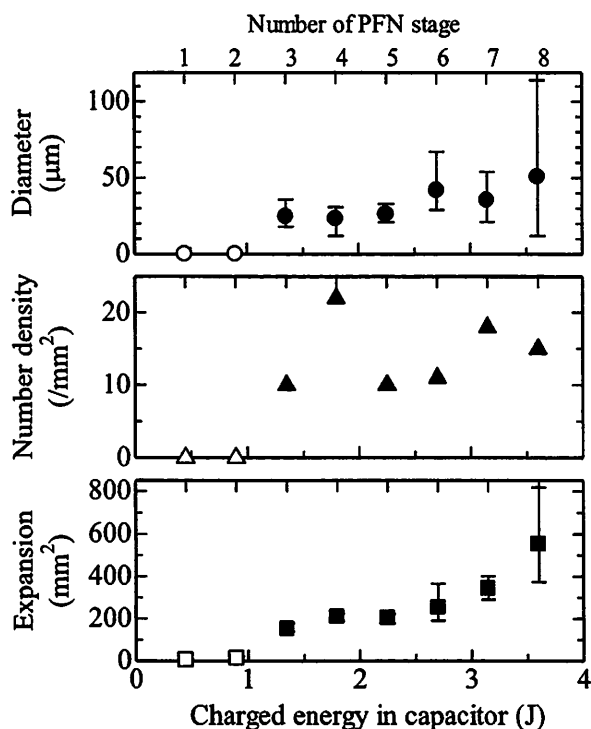 Number of PFN stage
1 2 3 4 5 6 7 8
Diameter
(μm)
100
50
0
Number density
(/mm²)
20
10
0
Expansion
(mm²)
800
600
400
200
0
0 1 2 3 4
Charged energy in capacitor (J)